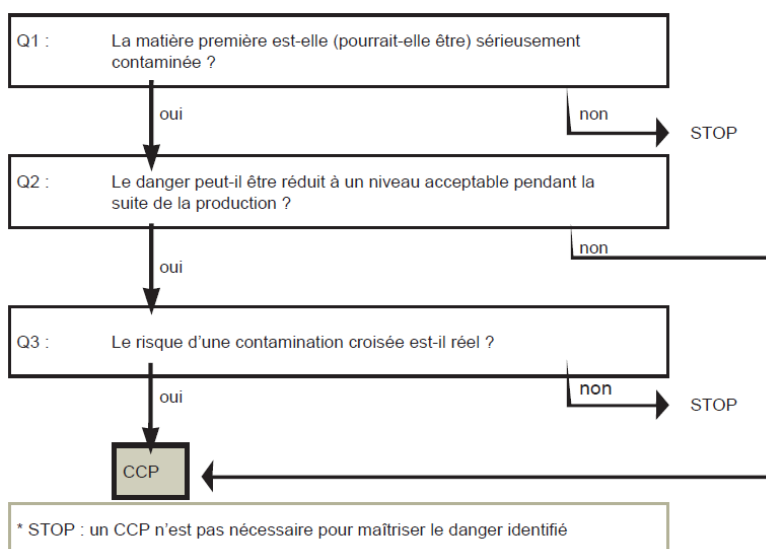 Q1 : La matière première est-elle (pourrait-elle être) sérieusement
contaminée ?
oui
non
STOP
Q2 : Le danger peut-il être réduit à un niveau acceptable pendant la
suite de la production ?
non
oui
Q3 : Le risque d'une contamination croisée est-il réel ?
non
oui
STOP
CCP
* STOP : un CCP n'est pas nécessaire pour maîtriser le danger identifié